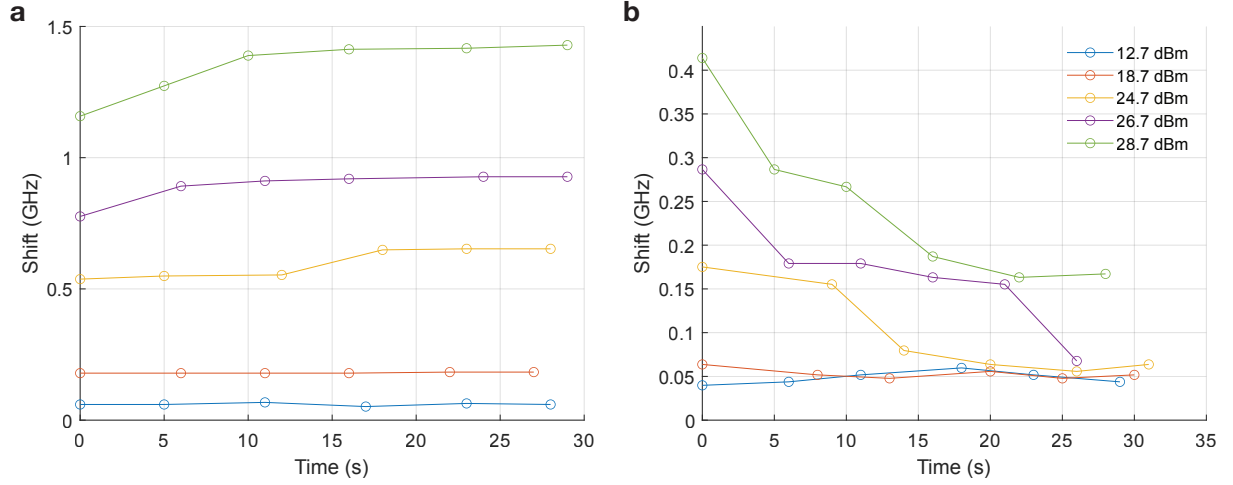 a
1.5
1
0.5
0
Shift (GHz)
0 5 10 15 20 25 30
Time (s)
b
0.4
0.35
0.3
0.25
0.2
0.15
0.1
0.05
0
Shift (GHz)
0 5 10 15 20 25 30 35
Time (s)
12.7 dBm
18.7 dBm
24.7 dBm
26.7 dBm
28.7 dBm